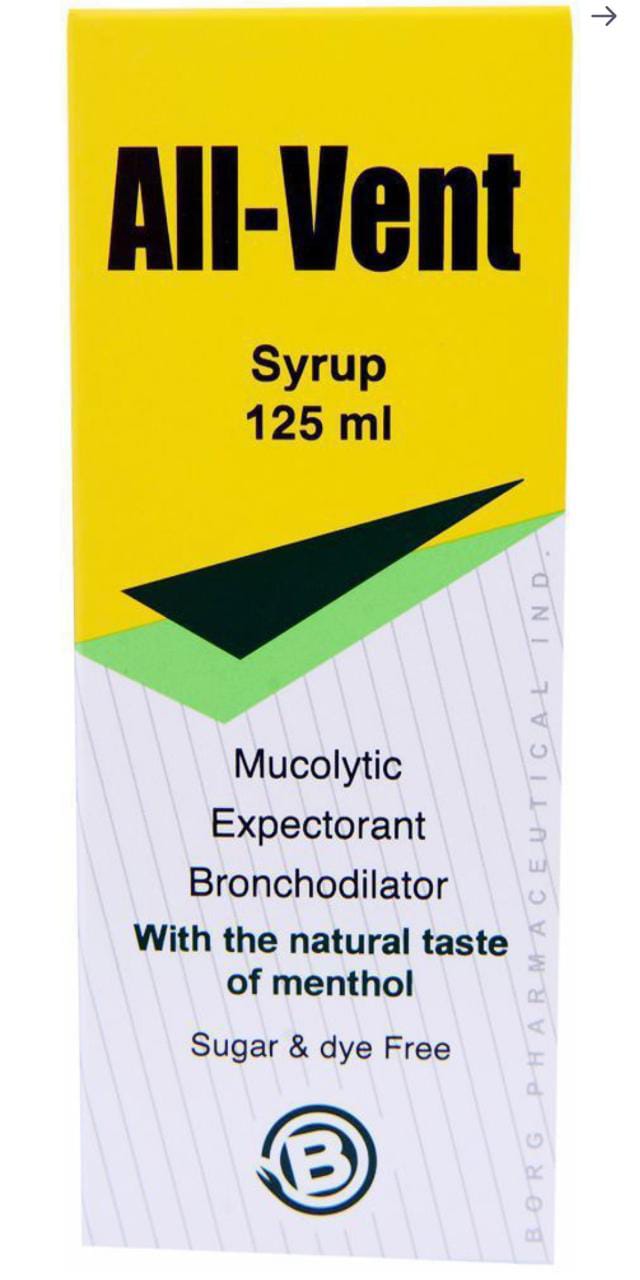 All-Vent
Syrup
125 ml
Mucolytic
Expectorant
Bronchodilator
With the natural taste
of menthol
Sugar & dye Free
B
BORG PHARMACEUTICAL IND.